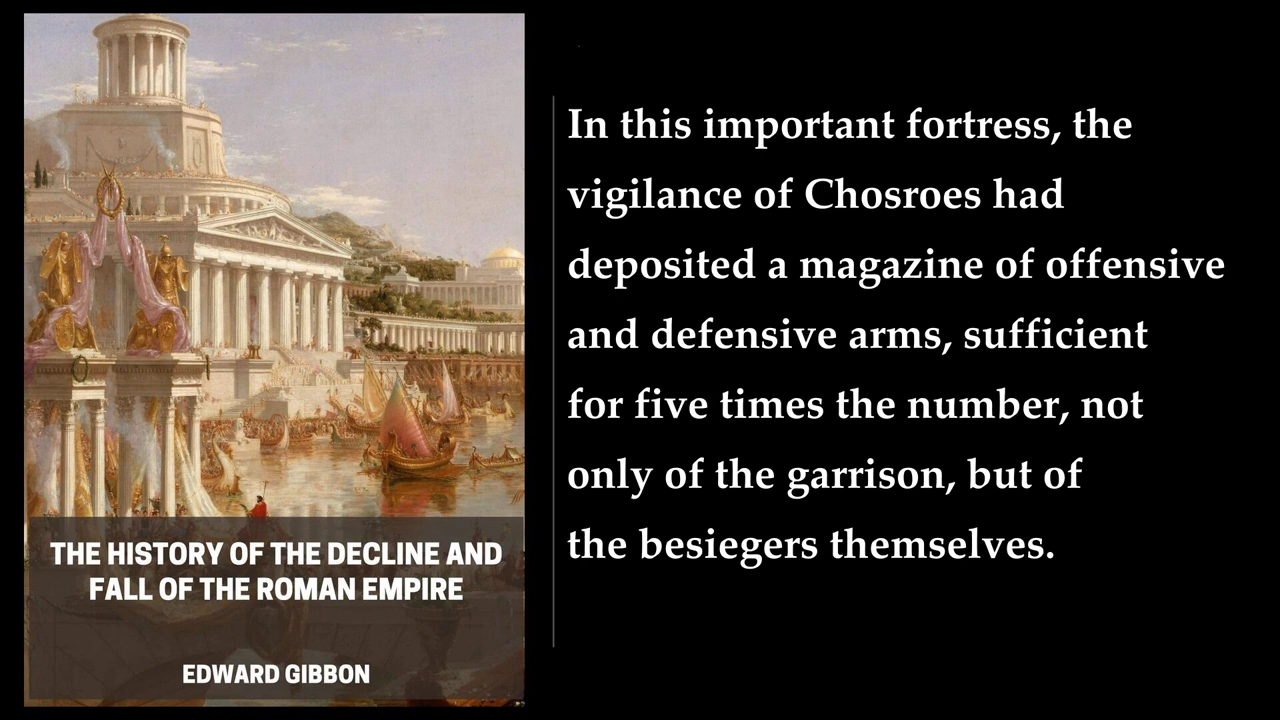 THE HISTORY OF THE DECLINE AND
FALL OF THE ROMAN EMPIRE
EDWARD GIBBON
In this important fortress, the
vigilance of Chosroes had
deposited a magazine of offensive
and defensive arms, sufficient
for five times the number, not
only of the garrison, but of
the besiegers themselves.